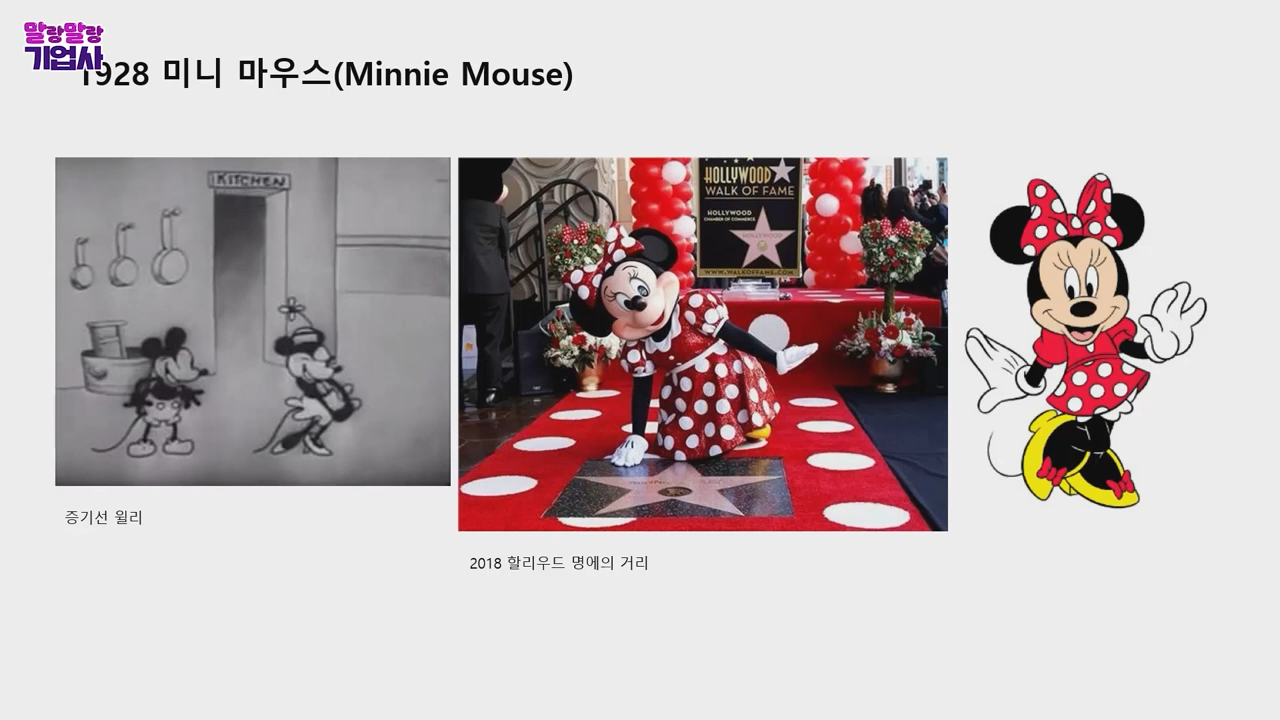 말랑말랑
기업사
1928 미니 마우스(Minnie Mouse)
KITCHEN
HOLLYWOOD
WALK OF FAME
HOLLYWOOD
CHAMBER OF COMMERCE
HOLLYWOOD
WWW.WALKOFFAME.COM
증기선 윌리
2018 할리우드 명에의 거리